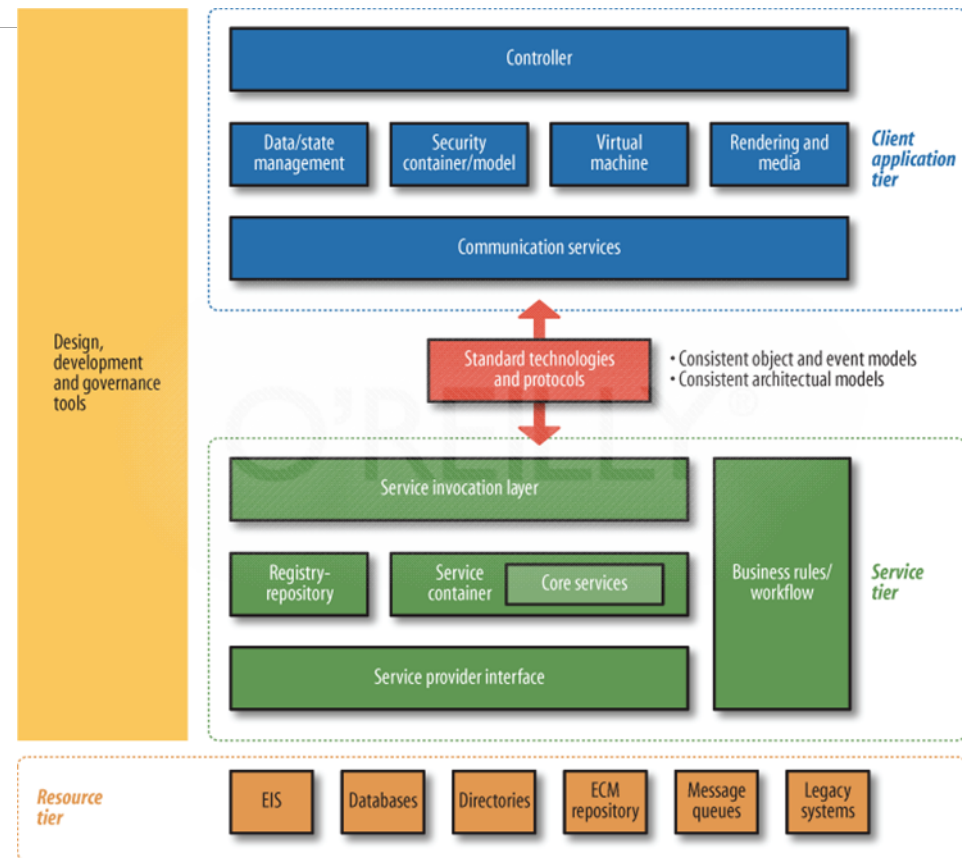 Controller
Data/state
management
Security
container/model
Virtual
machine
Rendering and
media
Client
application
tier
Communication services
Design,
development
and governance
tools
Standard technologies
and protocols
• Consistent object and event models
• Consistent architectual models
O'REILLY®
Service invocation layer
Registry-
repository
Service
container
Core services
Business rules/
workflow
Service
tier
Service provider interface
Resource
tier
EIS
Databases
Directories
ECM
repository
Message
queues
Legacy
systems